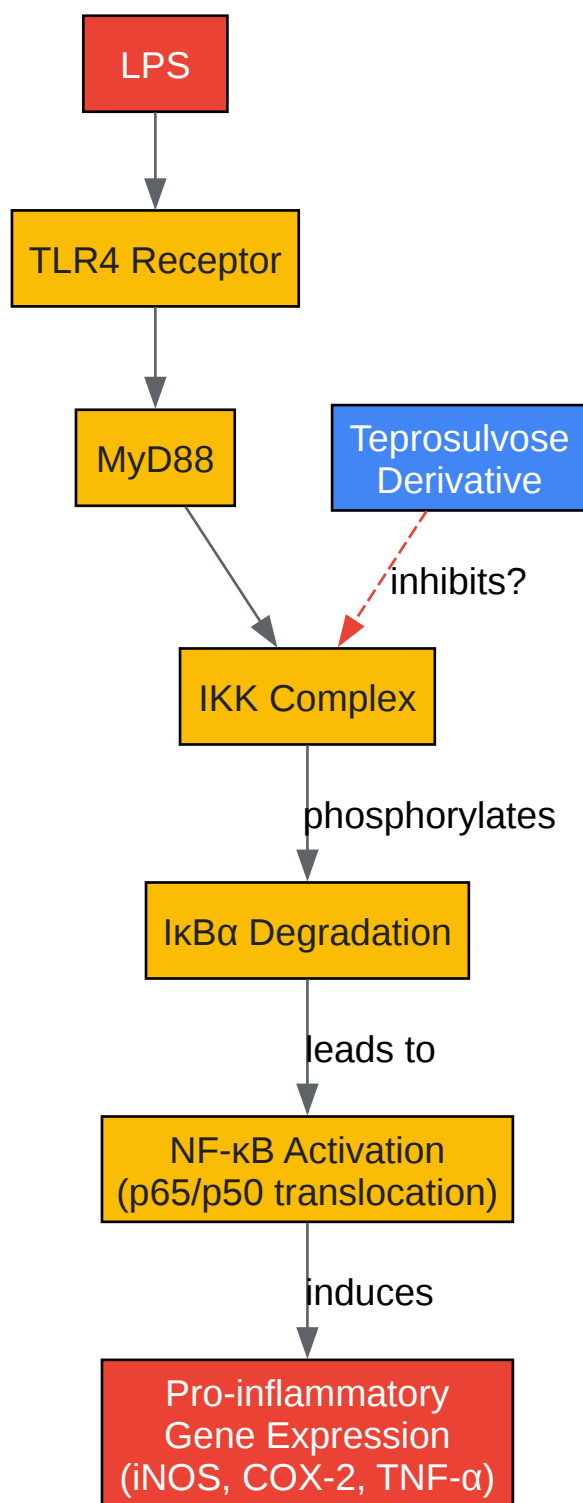 LPS
TLR4 Receptor
MyD88
Teprosulvose
Derivative
inhibits?
IKK Complex
phosphorylates
IκBα Degradation
leads to
NF-κB Activation
(p65/p50 translocation)
induces
Pro-inflammatory
Gene Expression
(iNOS, COX-2, TNF-α)